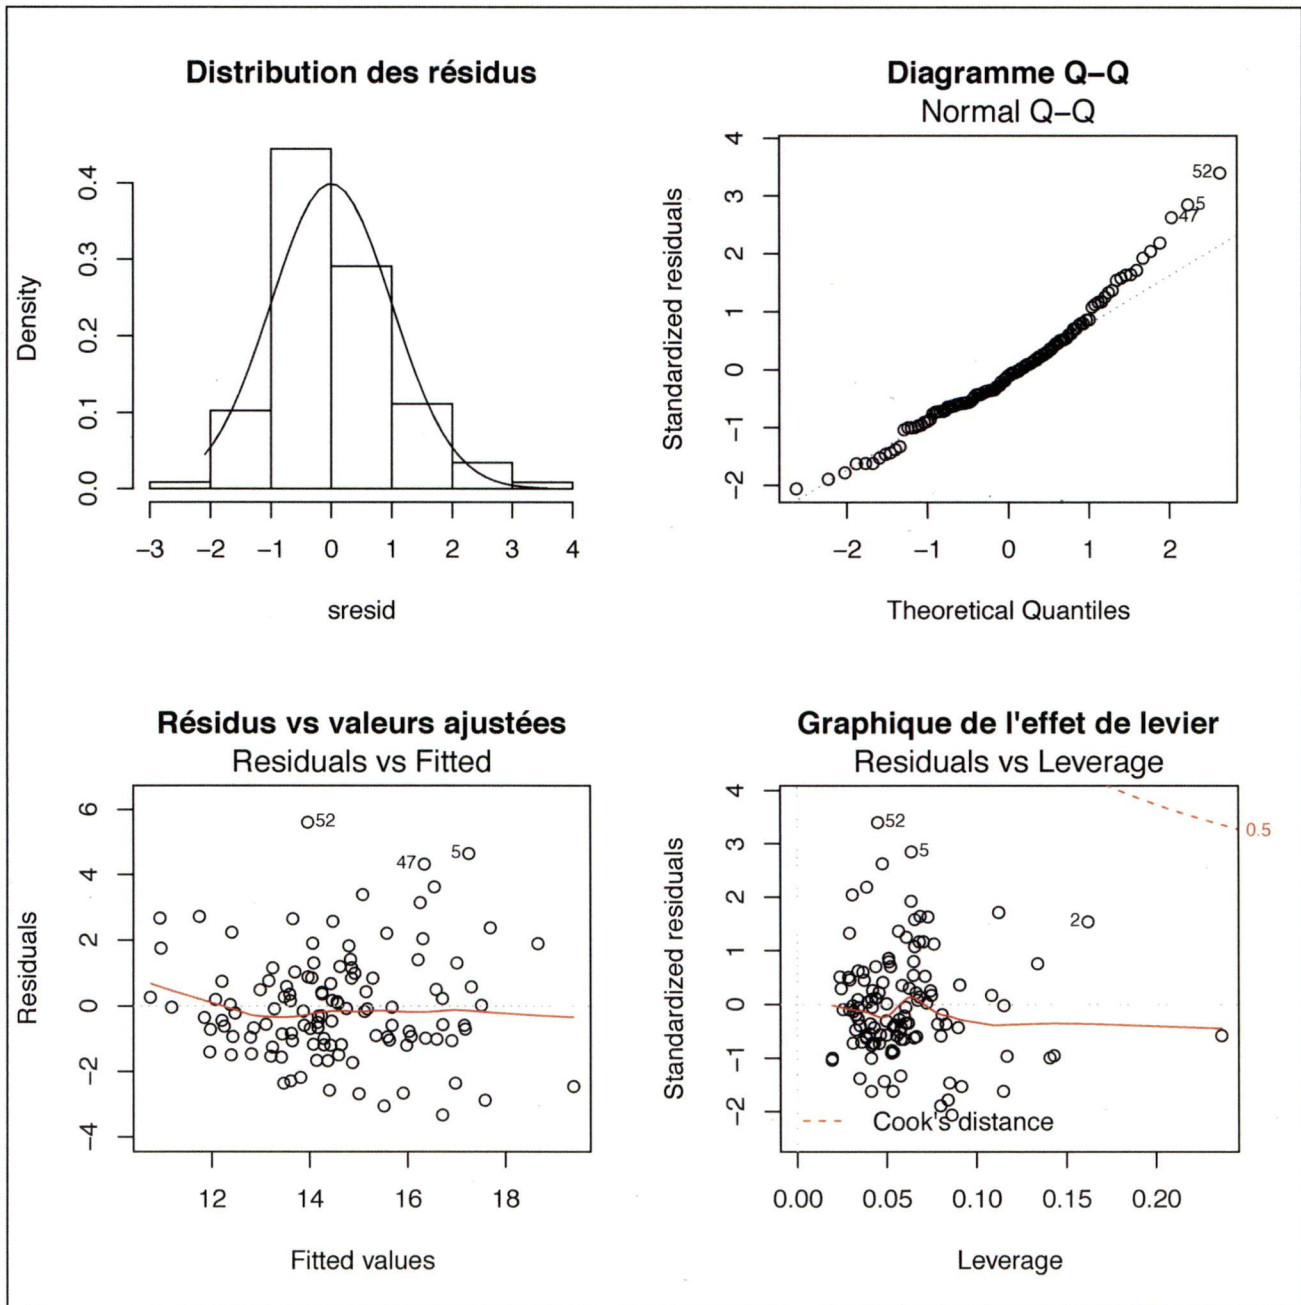 Distribution des résidus
Density
0.0 0.1 0.2 0.3 0.4
−3 −2 −1 0 1 2 3 4
sresid
Diagramme Q−Q
Normal Q−Q
Standardized residuals
−2 −1 0 1 2 3 4
52
5
47
−2 −1 0 1 2
Theoretical Quantiles
Résidus vs valeurs ajustées
Residuals vs Fitted
Residuals
−4 −2 0 2 4 6
52
5
47
12 14 16 18
Fitted values
Graphique de l'effet de levier
Residuals vs Leverage
Standardized residuals
−2 −1 0 1 2 3 4
52
5
2
0.5
Cook's distance
0.00 0.05 0.10 0.15 0.20
Leverage